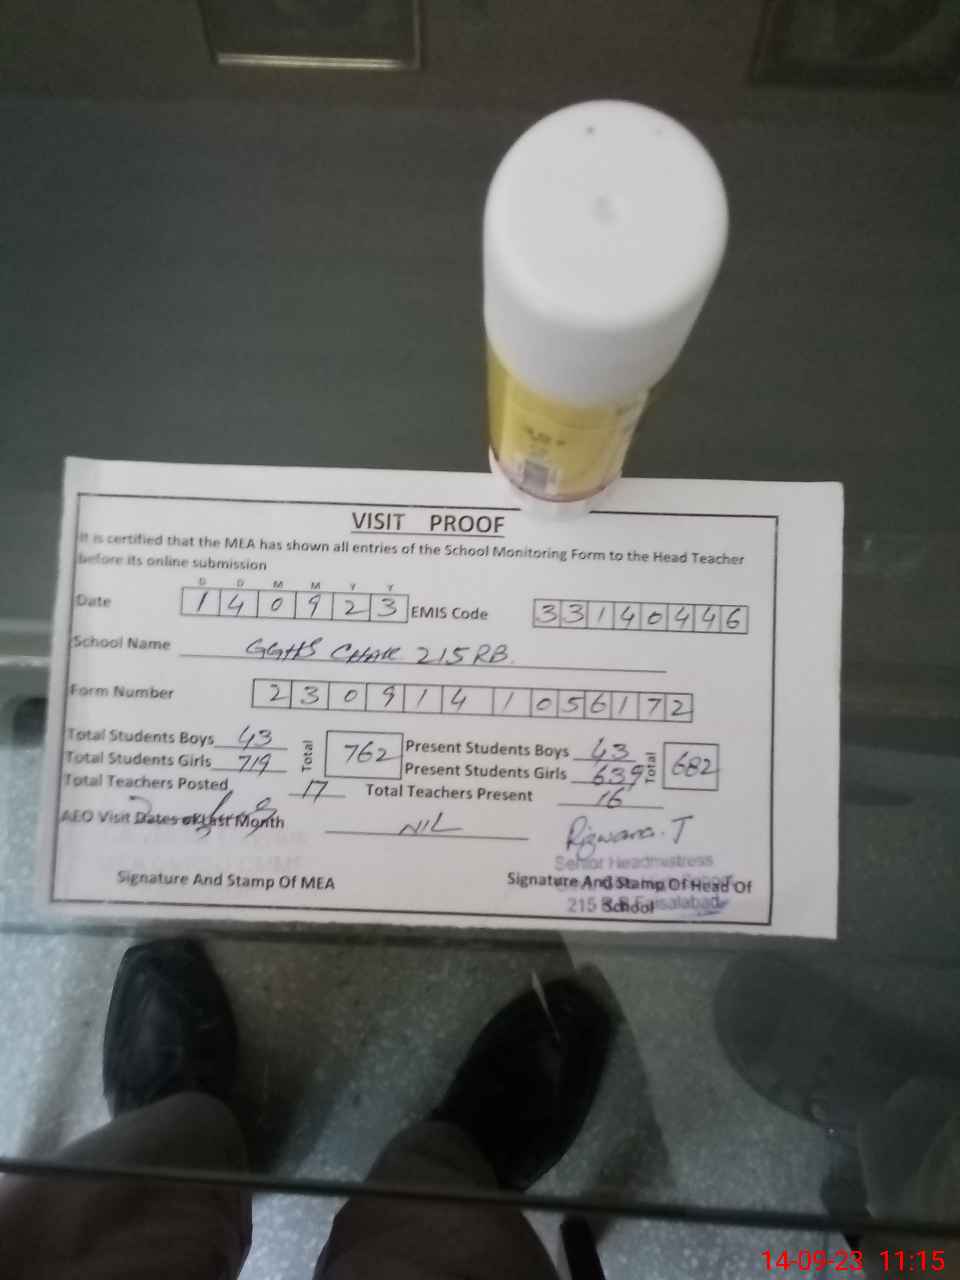 VISIT PROOF
It is certified that the MEA has shown all entries of the School Monitoring Form to the Head Teacher
before its online submission
D D M M Y Y
Date 1 4 0 9 2 3 EMIS Code 3 3 1 4 0 4 4 6
School Name GGHS CHAK 215 RB.
Form Number 2 3 0 9 1 4 1 0 5 6 1 7 2
Total Students Boys 43 Total 762 Present Students Boys 43 Total 682
Total Students Girls 719 Present Students Girls 639
Total Teachers Posted 17 Total Teachers Present 16
AEO Visit Dates of Last Month NIL
Rizwana. T
Senior Headmistress
Signature And Stamp Of MEA Signature And Stamp Of Head Of
School
215 R.B Faisalabad
14-09-23 11:15